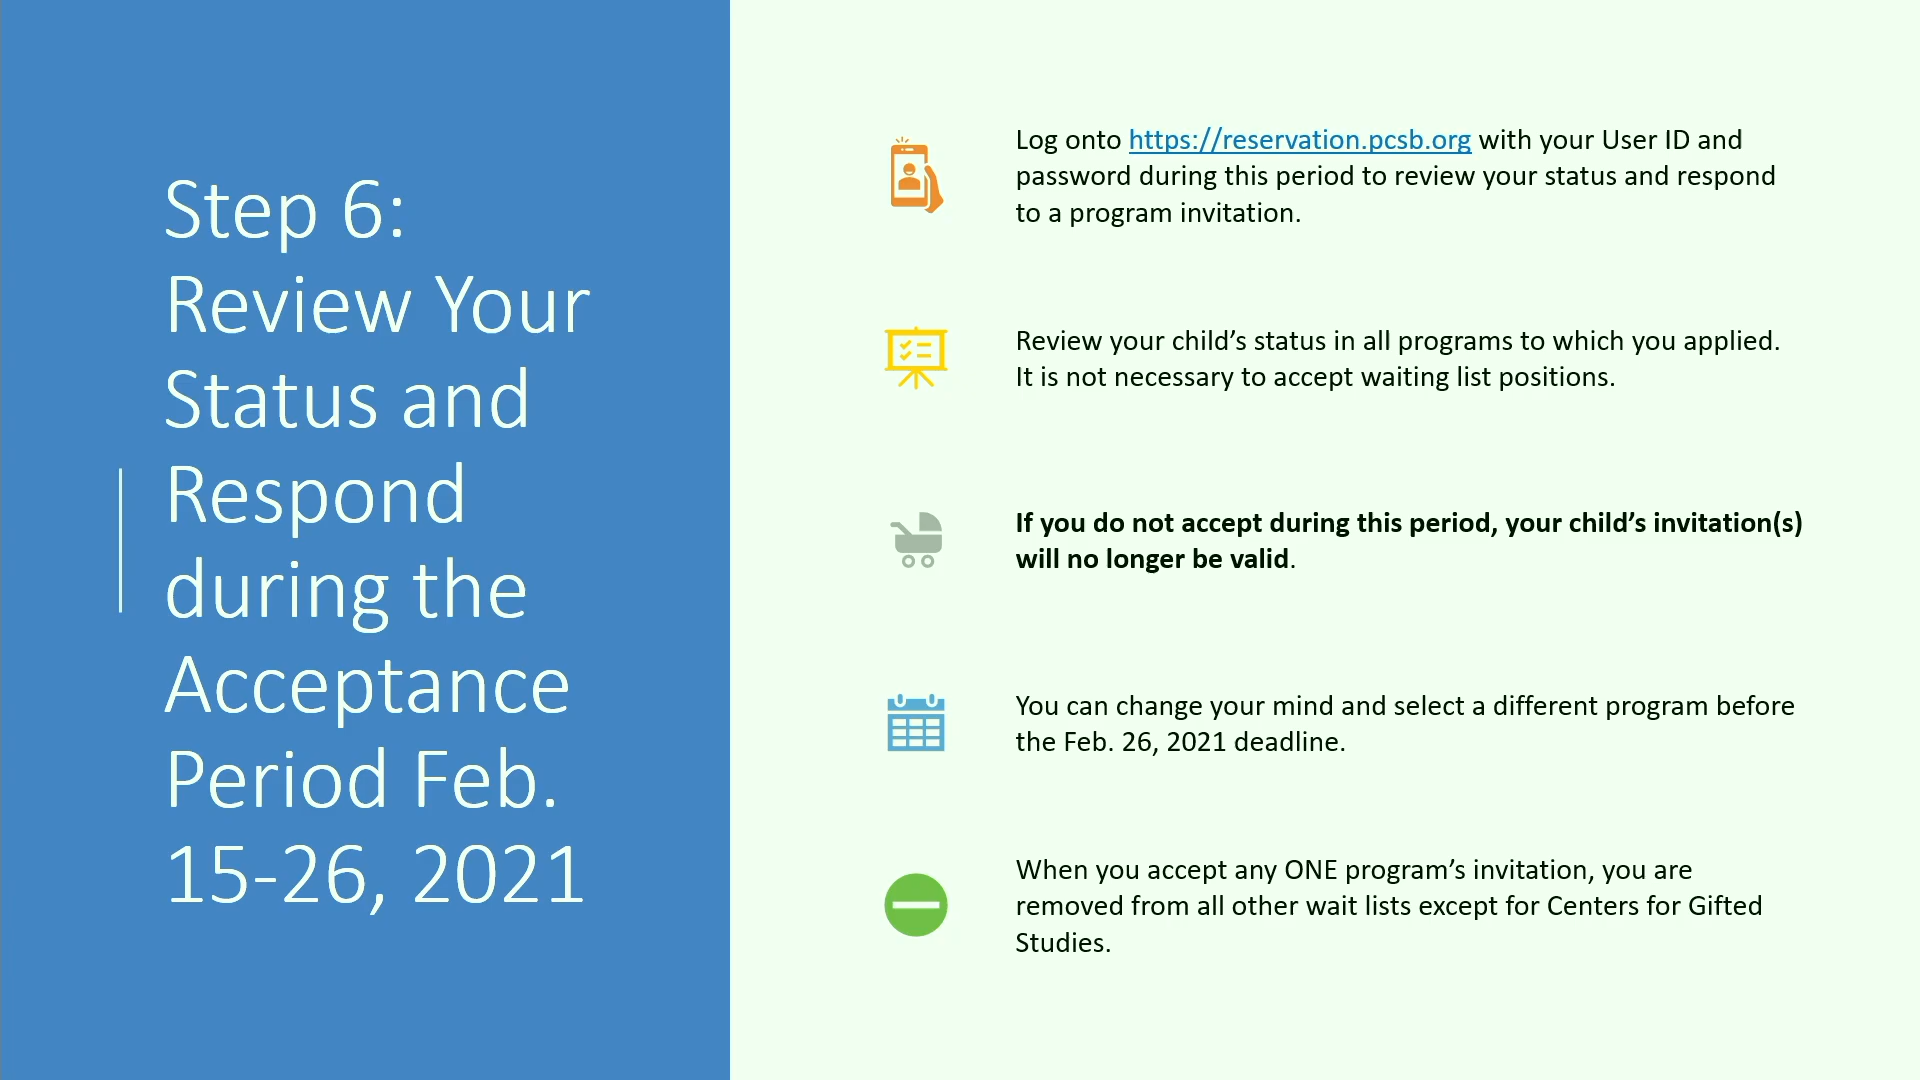 Step 6:
Review Your
Status and
Respond
during the
Acceptance
Period Feb.
15-26, 2021
Log onto https://reservation.pcsb.org with your User ID and
password during this period to review your status and respond
to a program invitation.
Review your child’s status in all programs to which you applied.
It is not necessary to accept waiting list positions.
If you do not accept during this period, your child’s invitation(s)
will no longer be valid.
You can change your mind and select a different program before
the Feb. 26, 2021 deadline.
When you accept any ONE program’s invitation, you are
removed from all other wait lists except for Centers for Gifted
Studies.